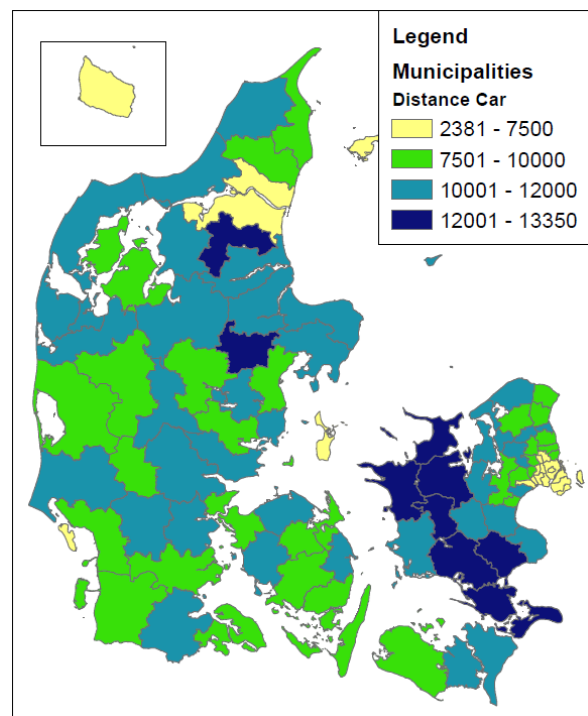 Legend
Municipalities
Distance Car
2381 - 7500
7501 - 10000
10001 - 12000
12001 - 13350